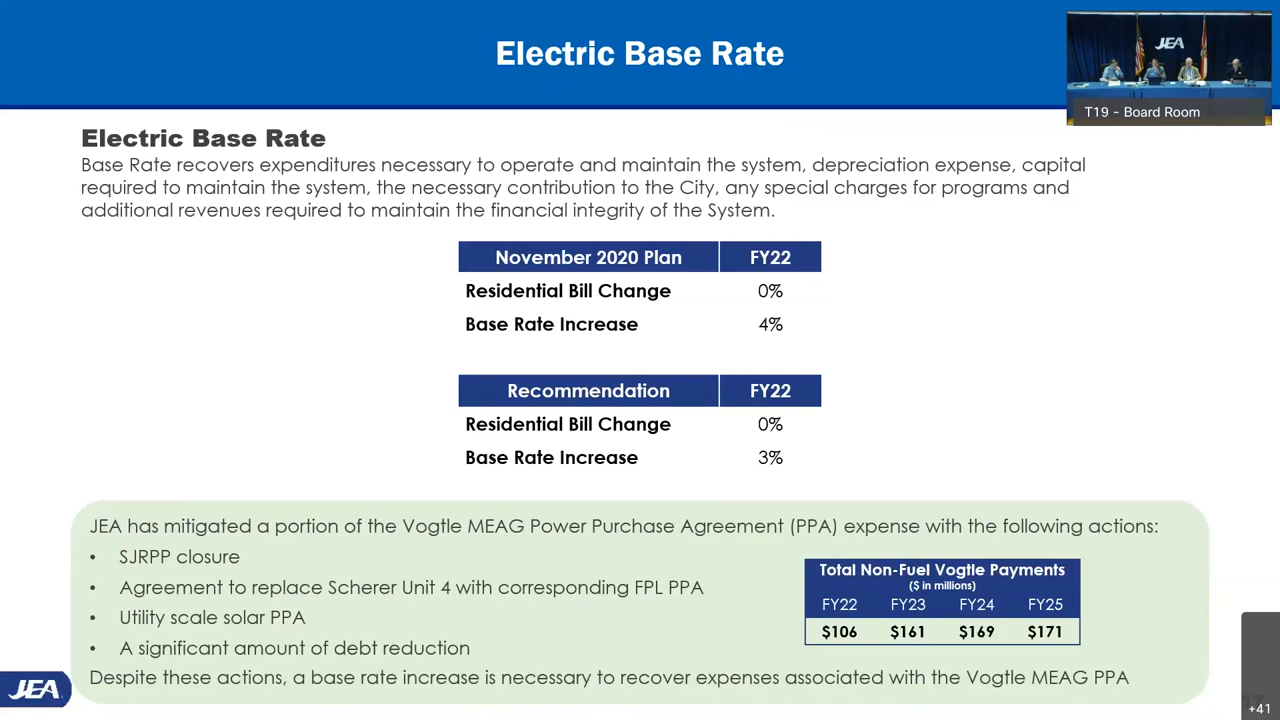 Electric Base Rate
JEA
T19 - Board Room
Electric Base Rate
Base Rate recovers expenditures necessary to operate and maintain the system, depreciation expense, capital
required to maintain the system, the necessary contribution to the City, any special charges for programs and
additional revenues required to maintain the financial integrity of the System.
November 2020 Plan FY22
Residential Bill Change 0%
Base Rate Increase 4%
Recommendation FY22
Residential Bill Change 0%
Base Rate Increase 3%
JEA has mitigated a portion of the Vogtle MEAG Power Purchase Agreement (PPA) expense with the following actions:
• SJRPP closure
• Agreement to replace Scherer Unit 4 with corresponding FPL PPA
• Utility scale solar PPA
• A significant amount of debt reduction
Total Non-Fuel Vogtle Payments
($ in millions)
FY22 FY23 FY24 FY25
$106 $161 $169 $171
Despite these actions, a base rate increase is necessary to recover expenses associated with the Vogtle MEAG PPA
JEA
+41